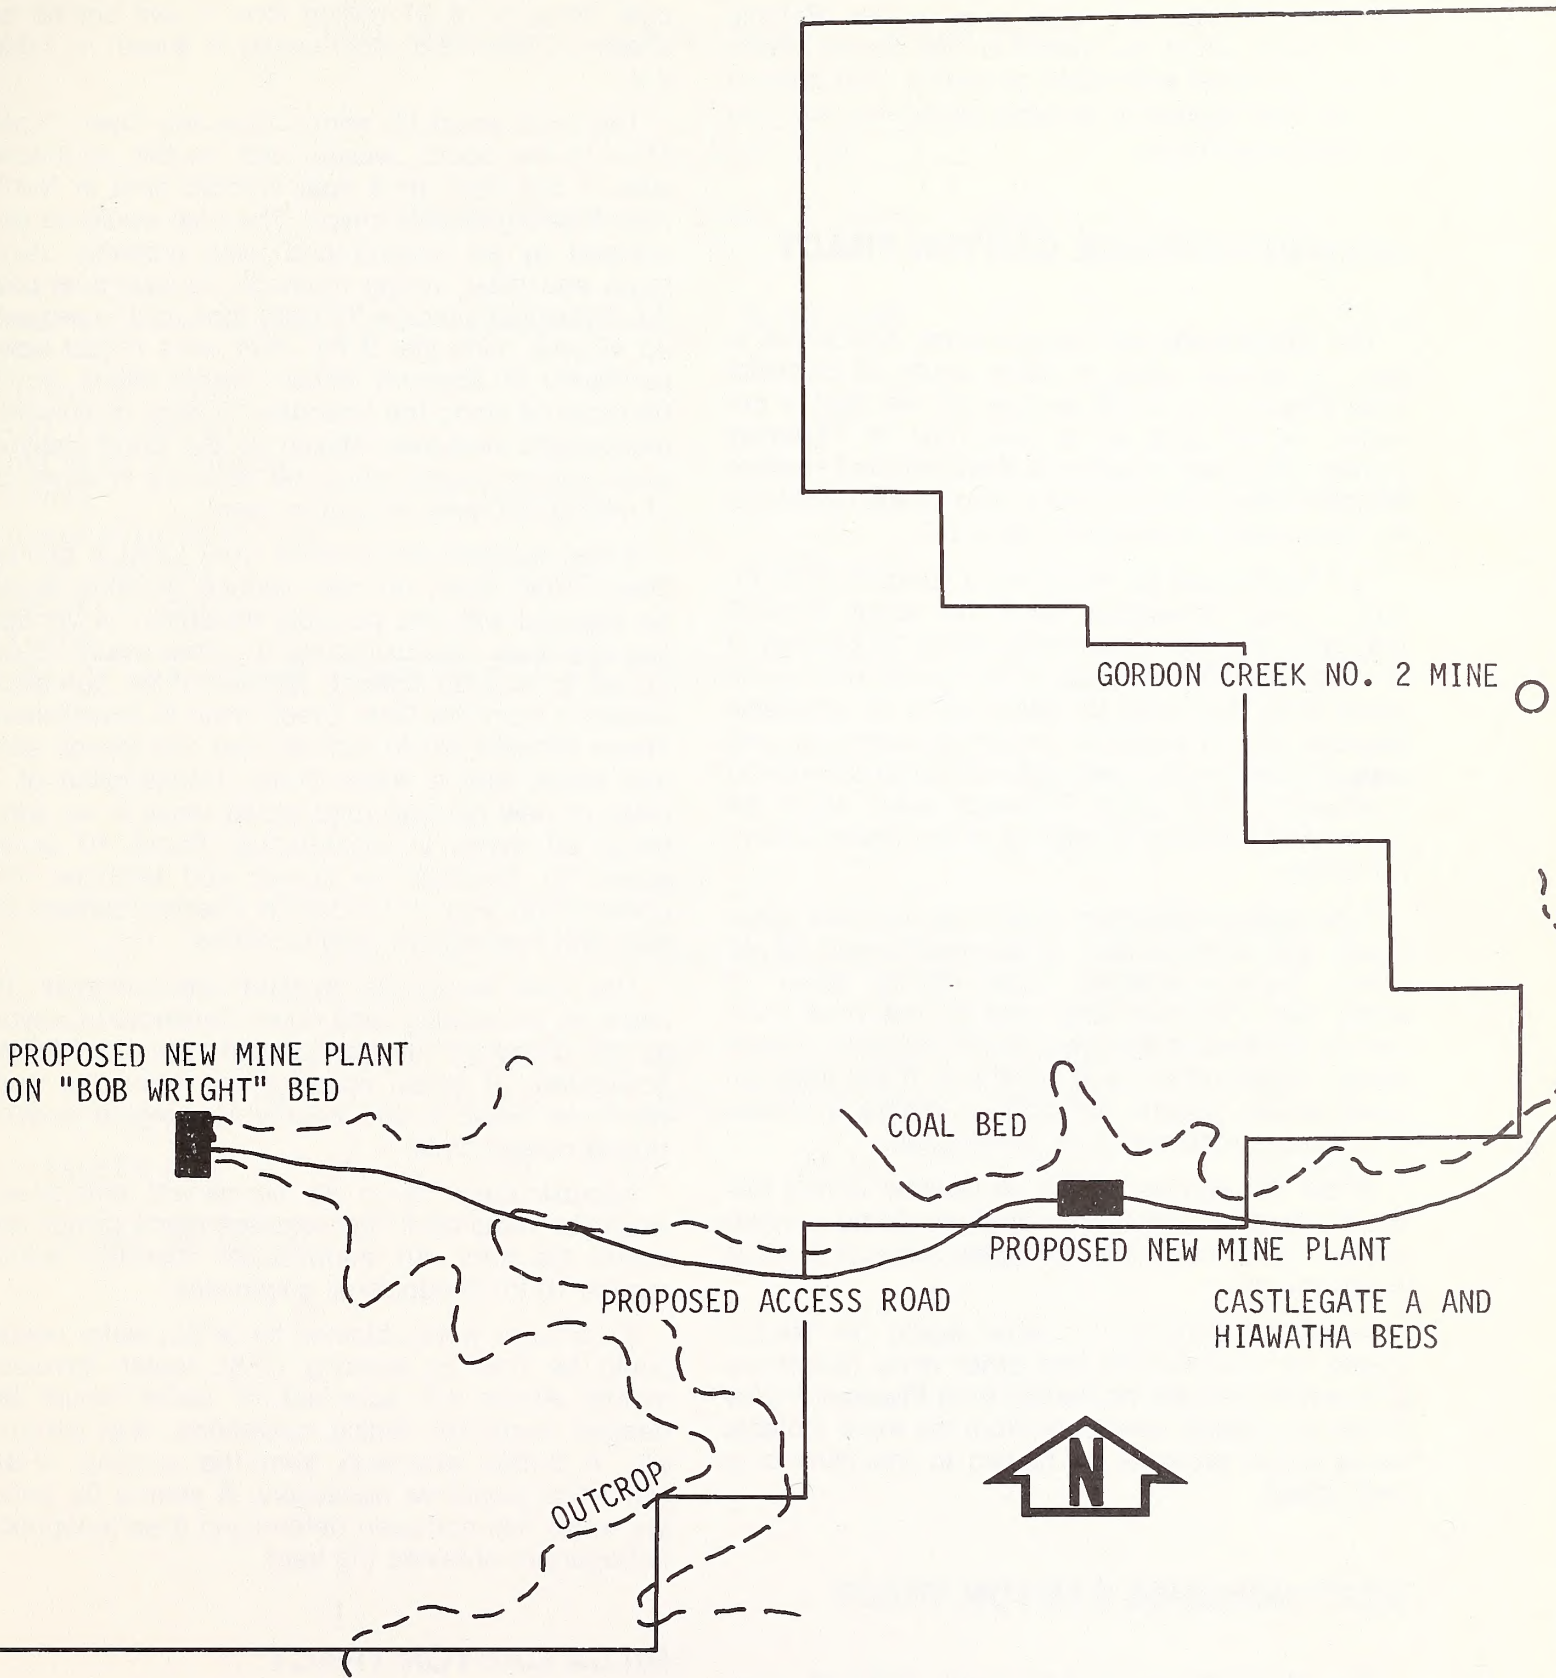 GORDON CREEK NO. 2 MINE
PROPOSED NEW MINE PLANT
ON "BOB WRIGHT" BED
COAL BED
PROPOSED NEW MINE PLANT
PROPOSED ACCESS ROAD
CASTLEGATE A AND
HIAWATHA BEDS
OUTCROP
N